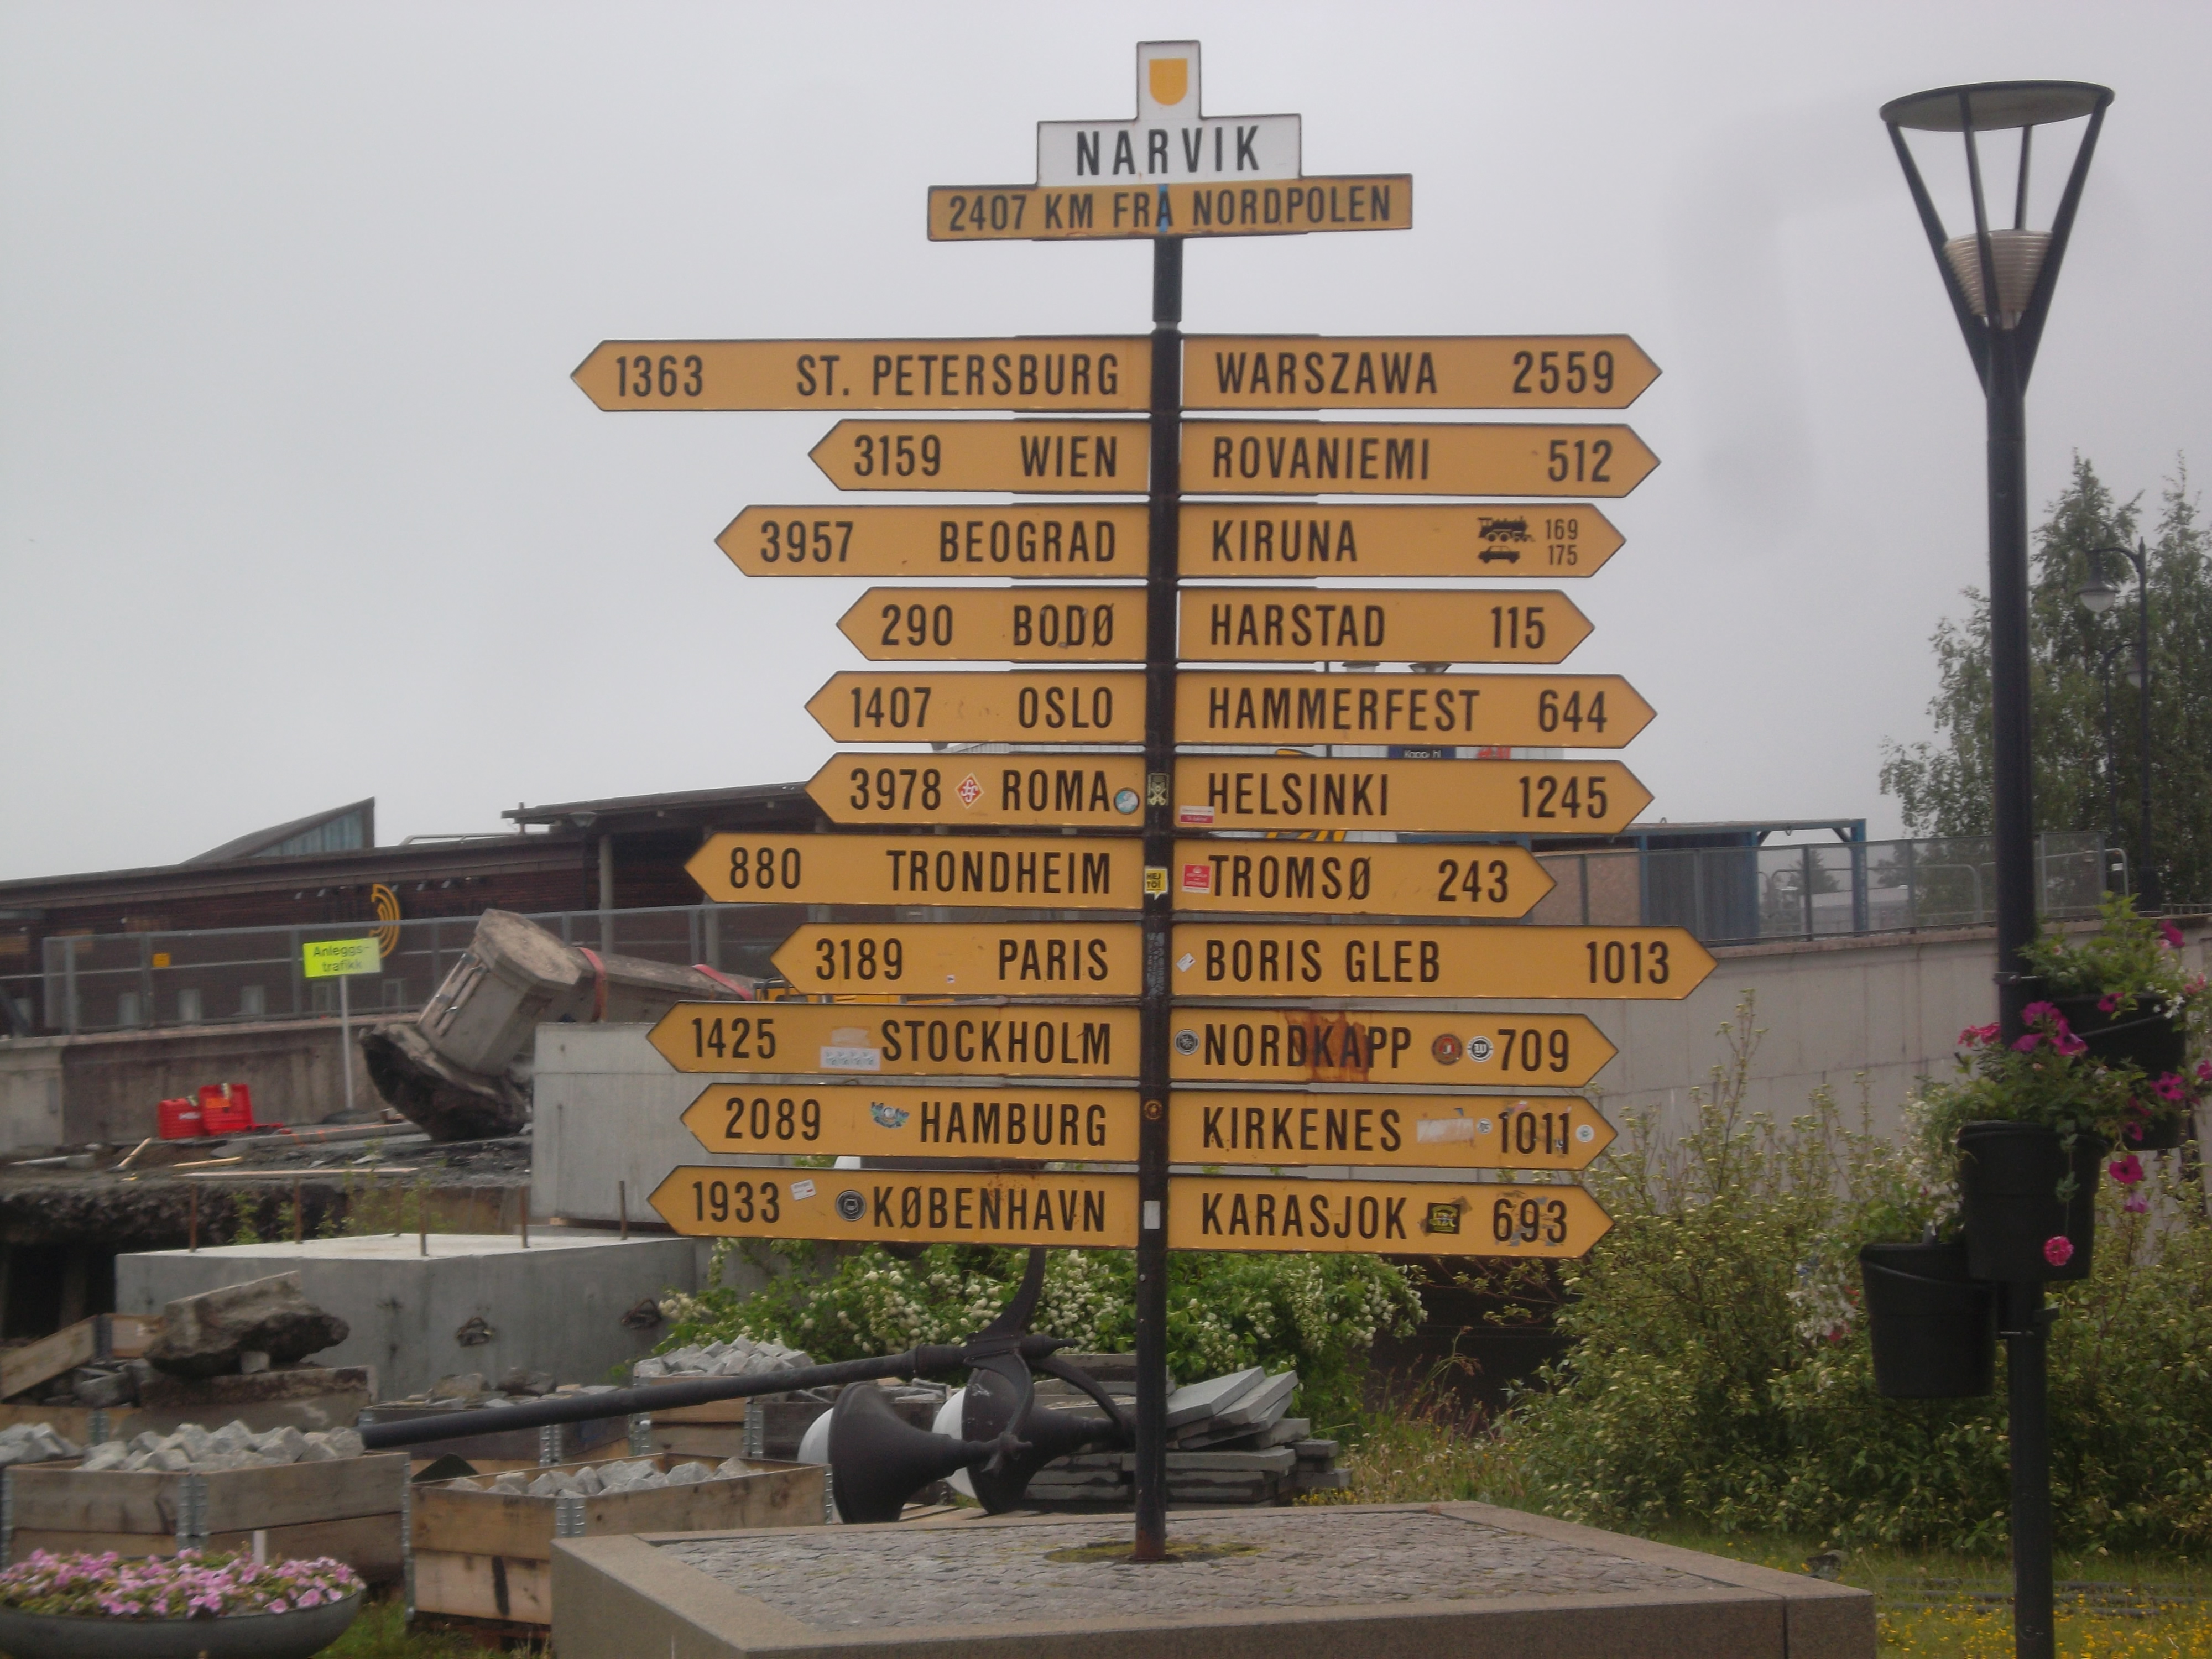 NARVIK
2407 KM FRA NORDPOLEN
1363 ST. PETERSBURG
WARSZAWA 2559
3159 WIEN
ROVANIEMI 512
3957 BEOGRAD
KIRUNA 169
175
290 BODØ
HARSTAD 115
1407 OSLO
HAMMERFEST 644
3978 ROMA
HELSINKI 1245
880 TRONDHEIM
HEJ
TROMSØ 243
3189 PARIS
BORIS GLEB 1013
1425 STOCKHOLM
NORDKAPP 709
2089 HAMBURG
KIRKENES 1011
1933 KØBENHAVN
KARASJOK 693
Anleggs-
trafikk